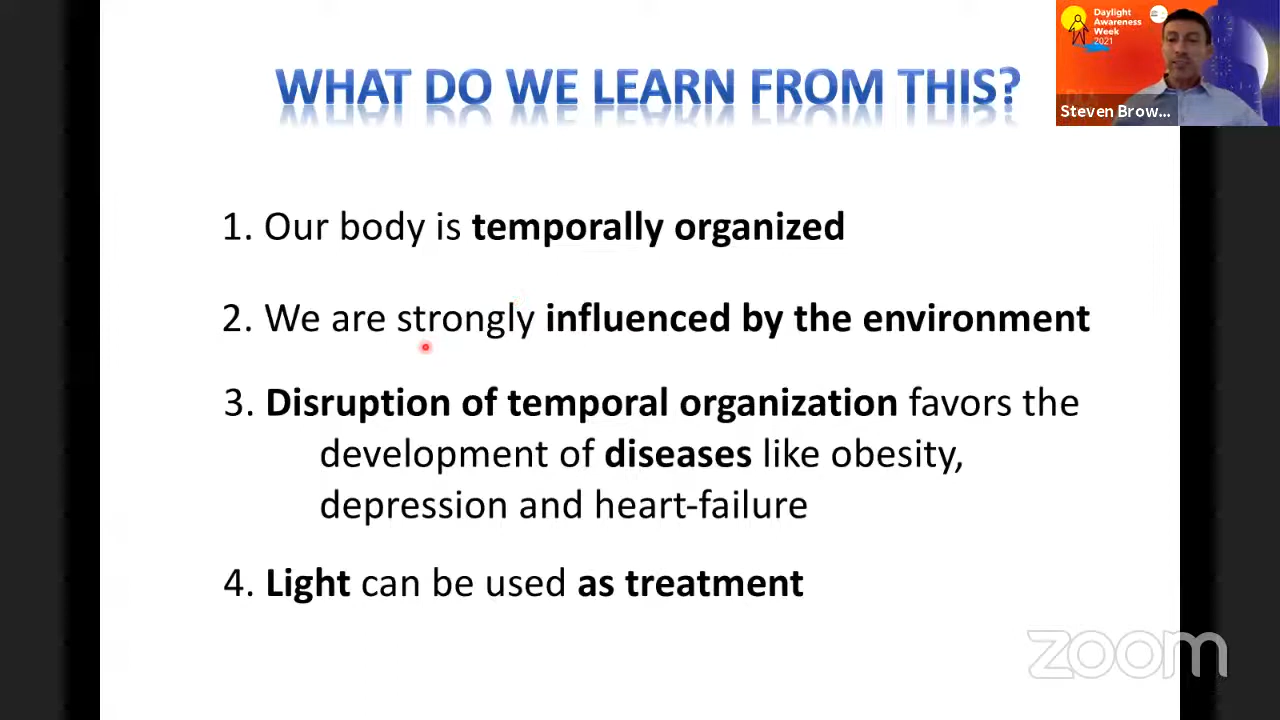 Daylight
Awareness
Week
2021
Steven Brow...
WHAT DO WE LEARN FROM THIS?
1. Our body is temporally organized
2. We are strongly influenced by the environment
3. Disruption of temporal organization favors the
development of diseases like obesity,
depression and heart-failure
4. Light can be used as treatment
zoom